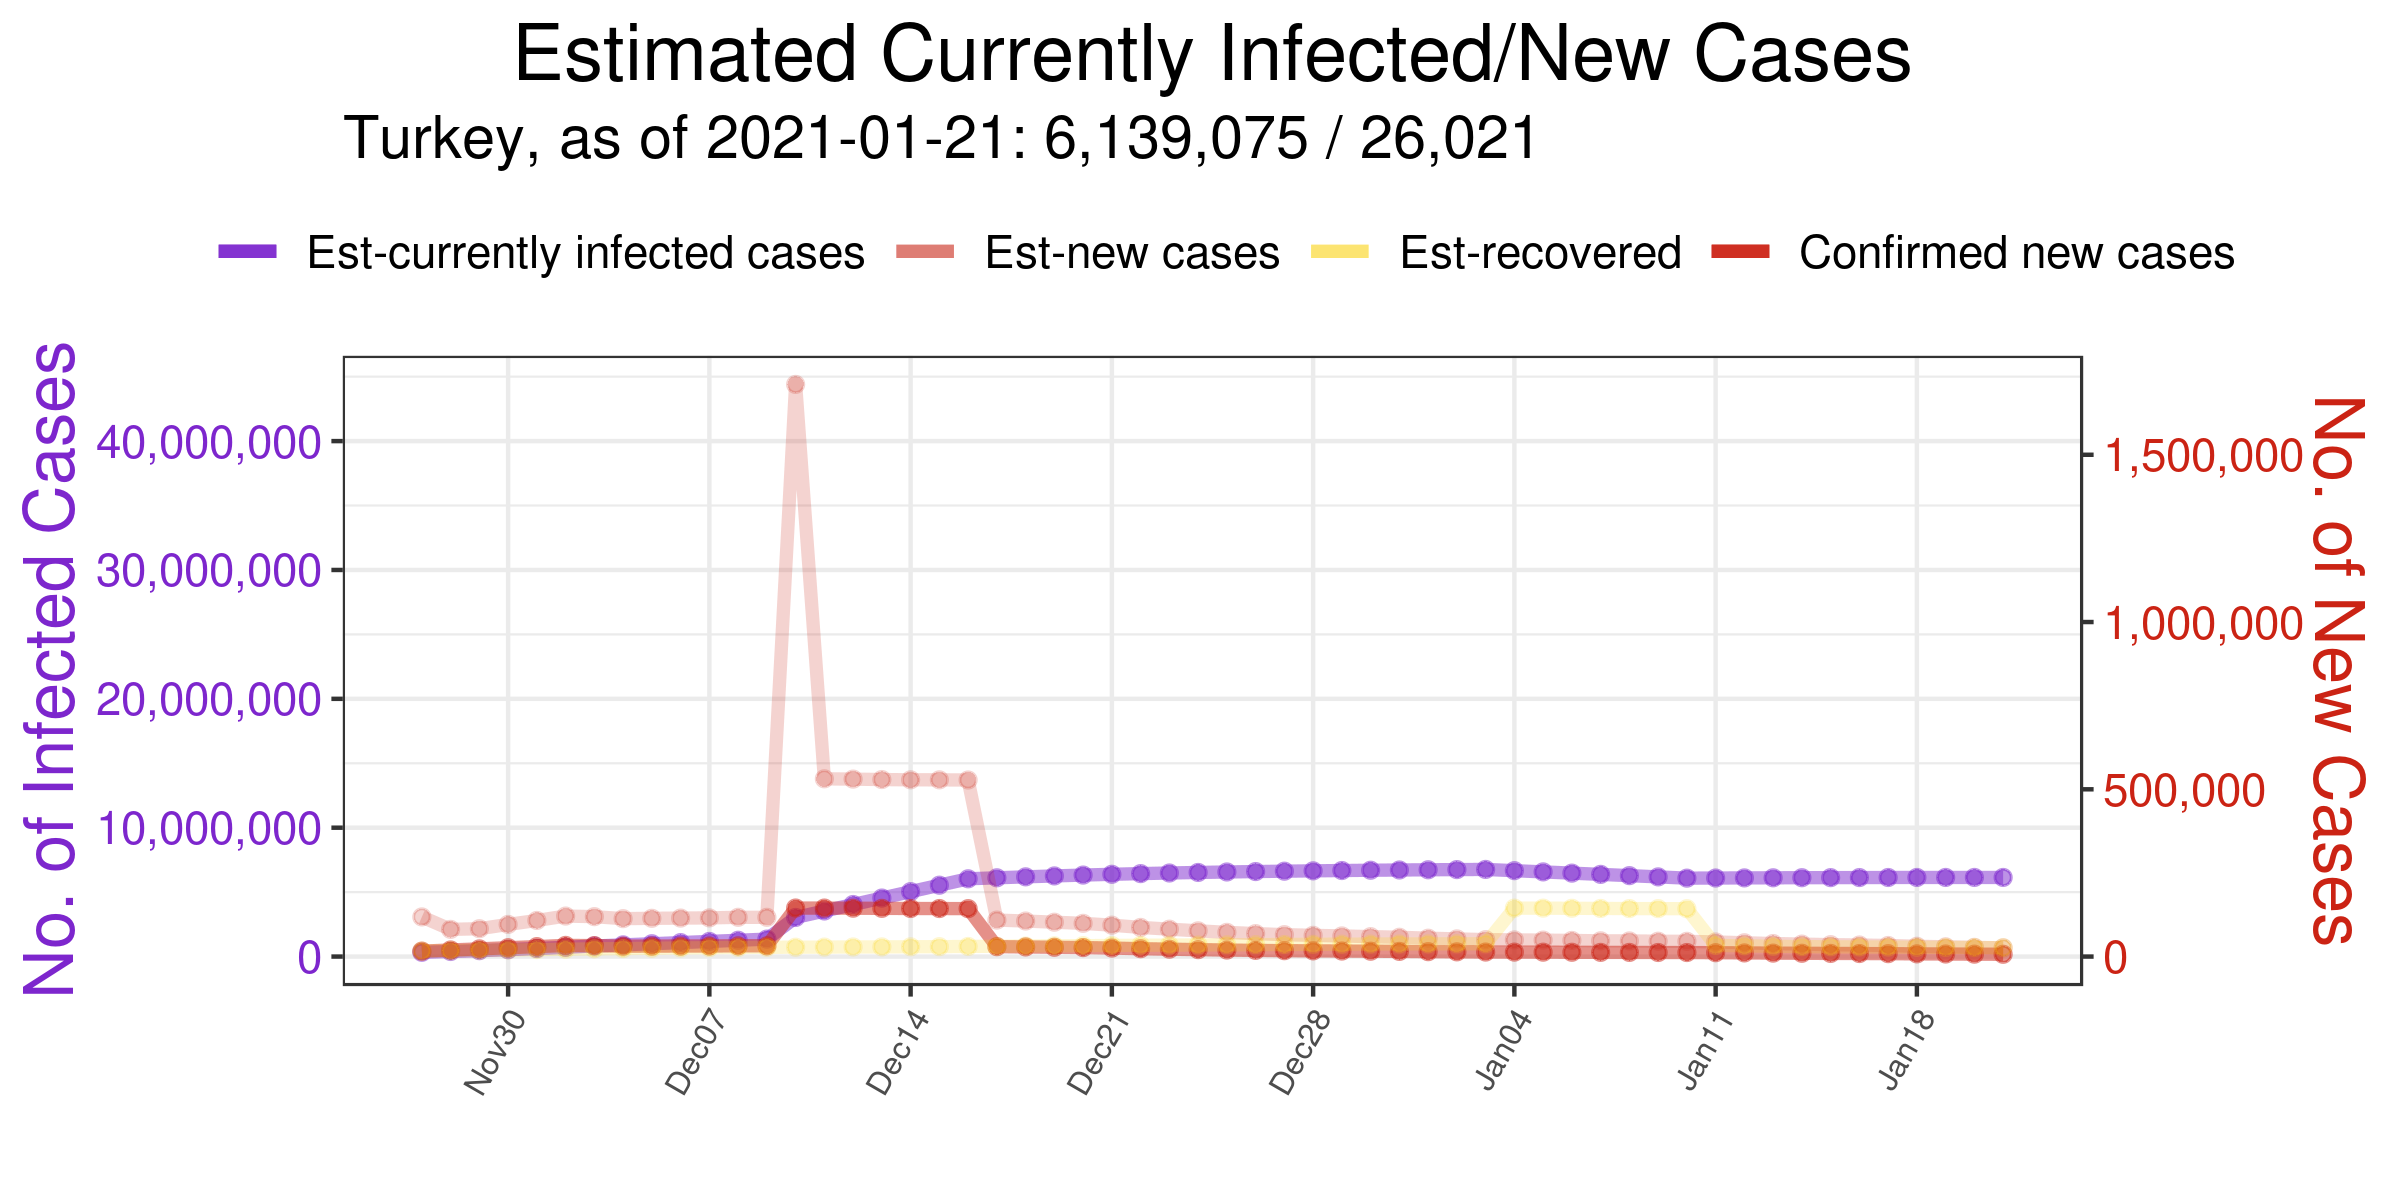 Estimated Currently Infected/New Cases
Turkey, as of 2021-01-21: 6,139,075 / 26,021
Est-currently infected cases Est-new cases Est-recovered Confirmed new cases
No. of Infected Cases
40,000,000
30,000,000
20,000,000
10,000,000
0
1,500,000
1,000,000
500,000
0
No. of New Cases
Nov30 Dec07 Dec14 Dec21 Dec28 Jan04 Jan11 Jan18